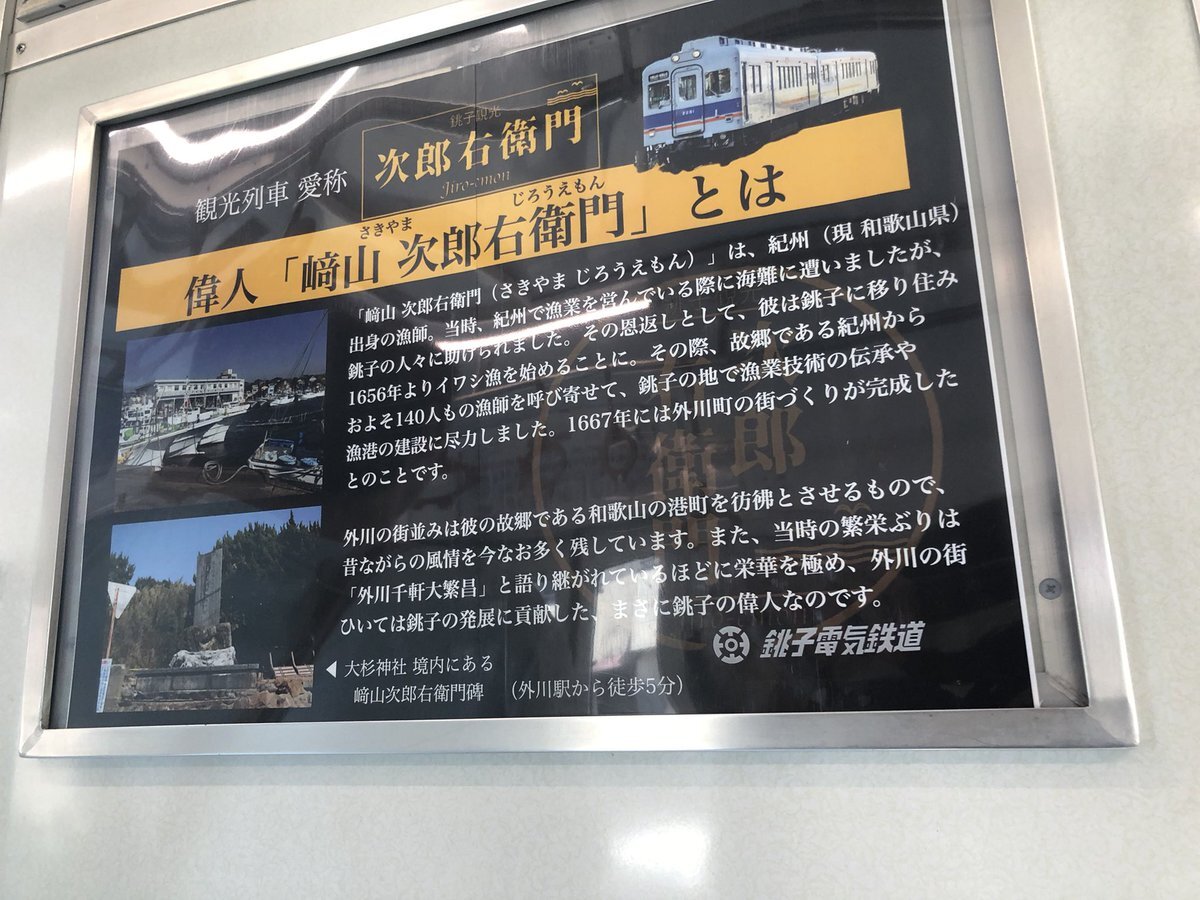 銚子観光
観光列車 愛称 次郎右衛門
Jiro-emon
さきやま じろうえもん
偉人「﨑山 次郎右衛門」とは
「﨑山 次郎右衛門（さきやま じろうえもん）」は、紀州（現 和歌山県）
出身の漁師。当時、紀州で漁業を営んでいる際に海難に遭いましたが、
銚子の人々に助けられました。その恩返しとして、彼は銚子に移り住み
1656年よりイワシ漁を始めることに。その際、故郷である紀州から
およそ140人もの漁師を呼び寄せて、銚子の地で漁業技術の伝承や
漁港の建設に尽力しました。1667年には外川町の街づくりが完成した
とのことです。
外川の街並みは彼の故郷である和歌山の港町を彷彿とさせるもので、
昔ながらの風情を今なお多く残しています。また、当時の繁栄ぶりは
「外川千軒大繁昌」と語り継がれているほどに栄華を極め、外川の街
ひいては銚子の発展に貢献した、まさに銚子の偉人なのです。
銚子電気鉄道
◀ 大杉神社 境内にある
﨑山次郎右衛門碑 （外川駅から徒歩5分）